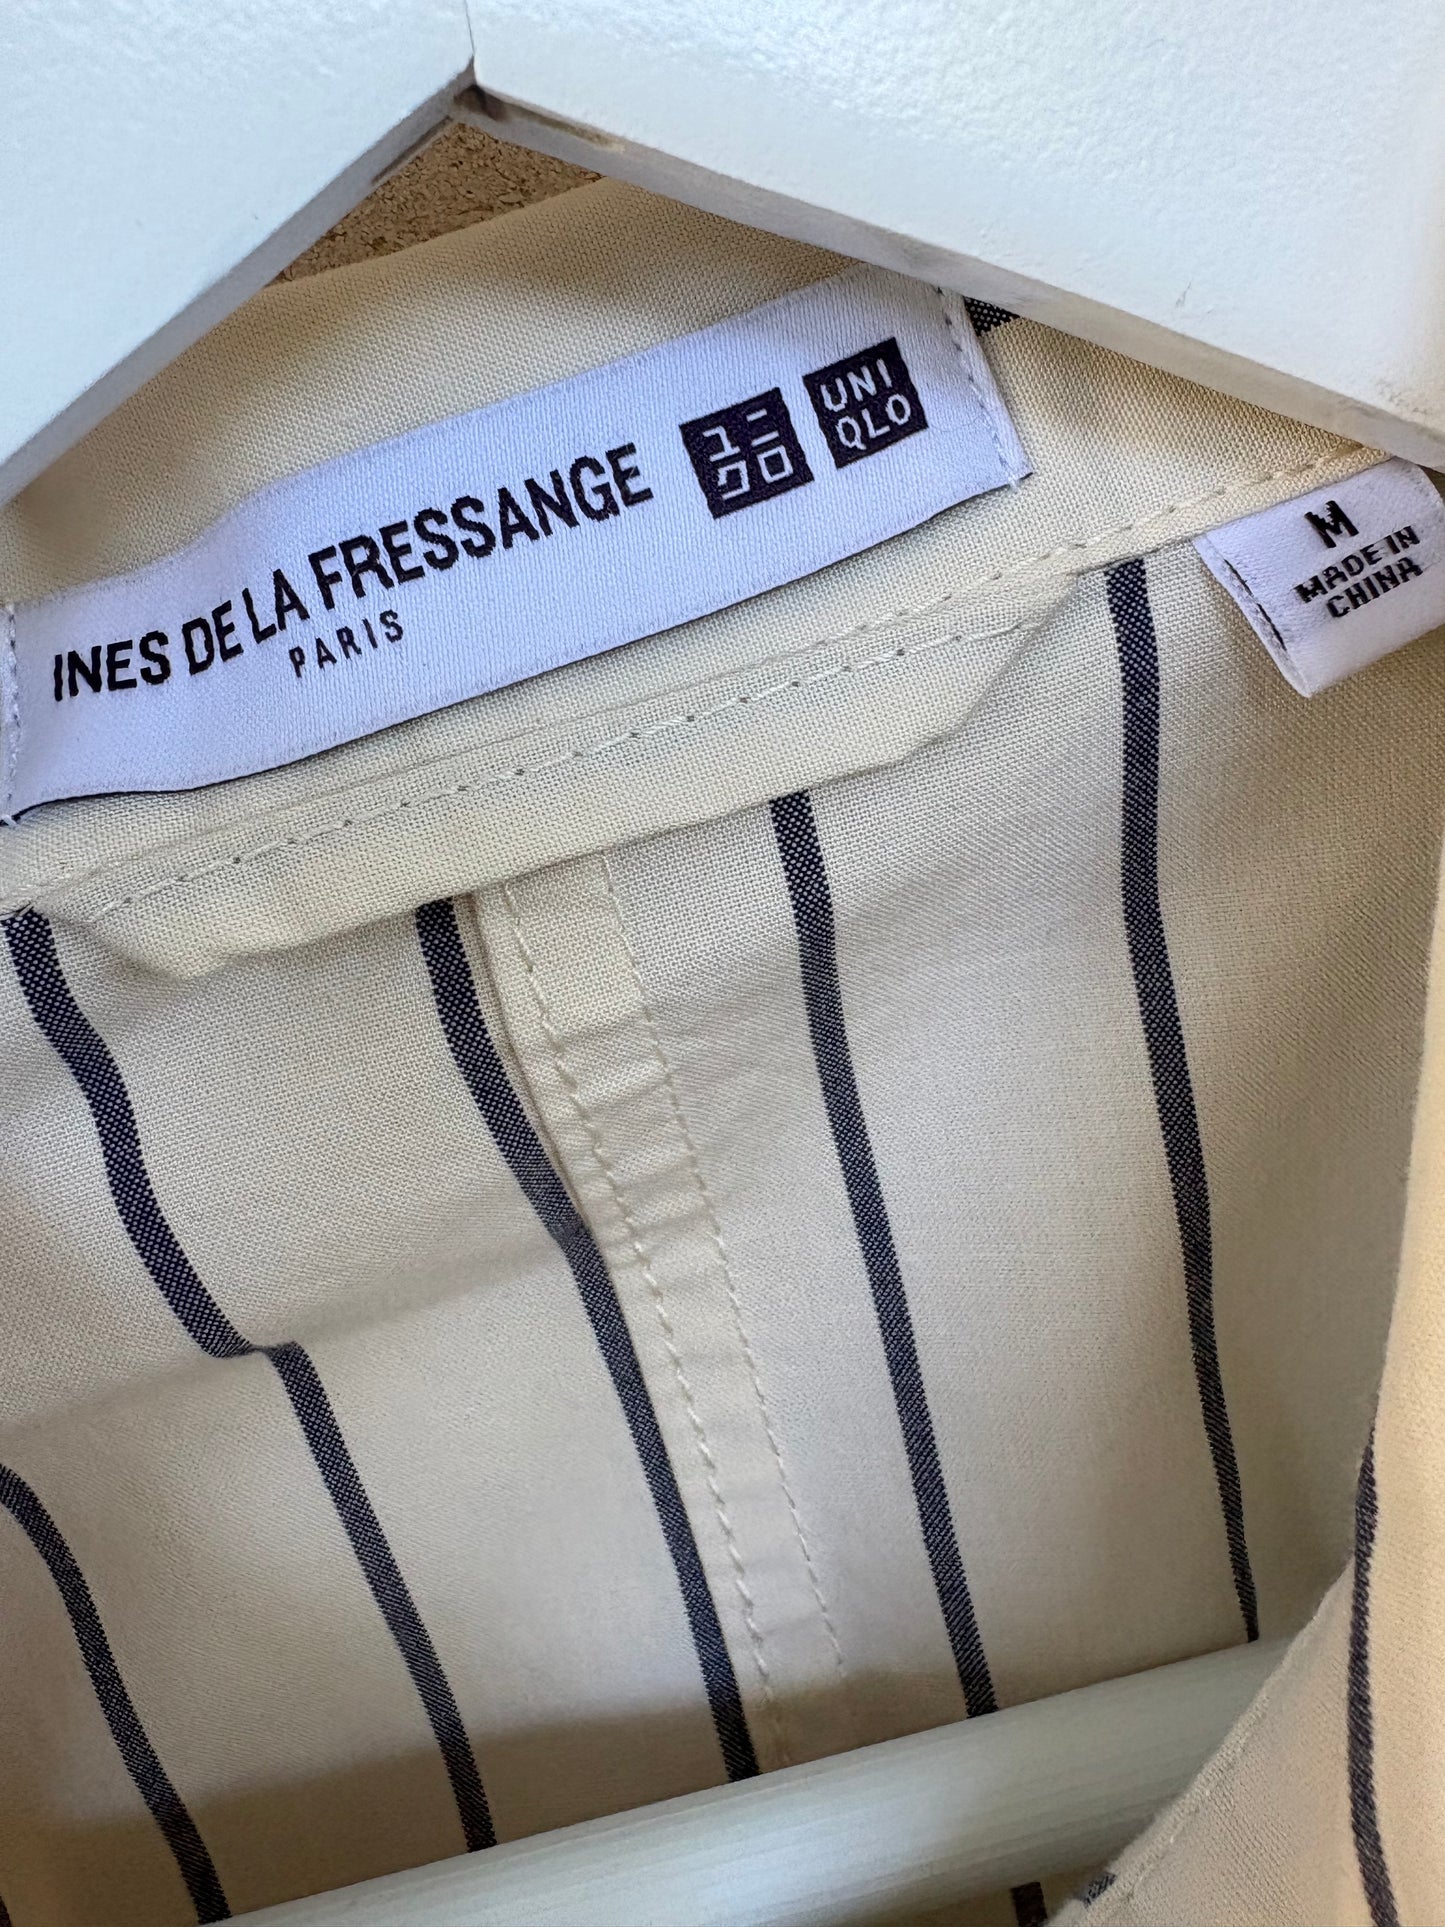 INES DE LA FRESSANGE
PARIS
ユニ
クロ
UNI
QLO
M
MADE IN
CHINA